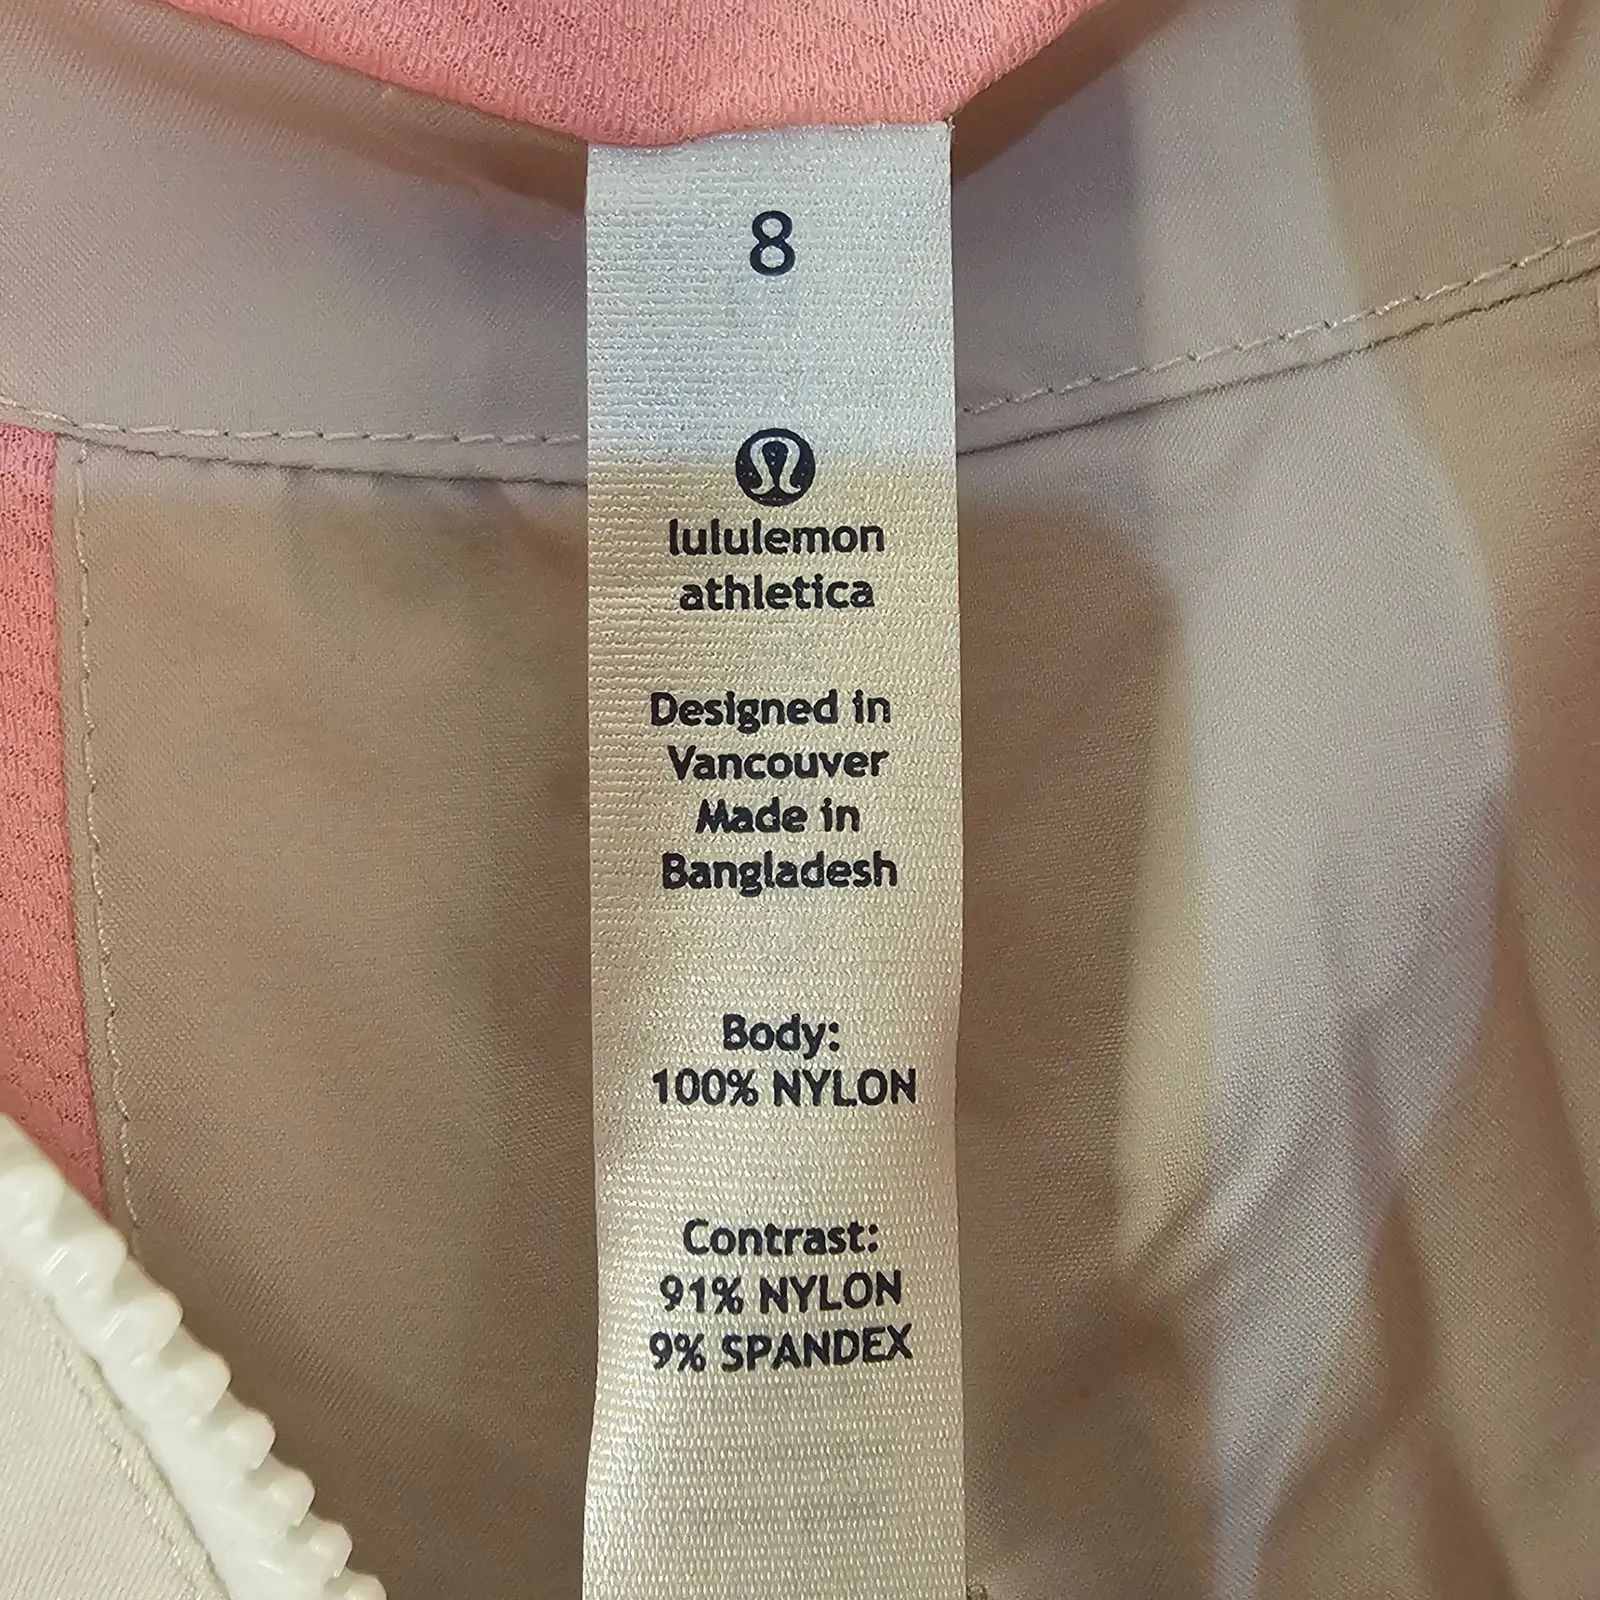 8
lululemon
athletica
Designed in
Vancouver
Made in
Bangladesh
Body:
100% NYLON
Contrast:
91% NYLON
9% SPANDEX